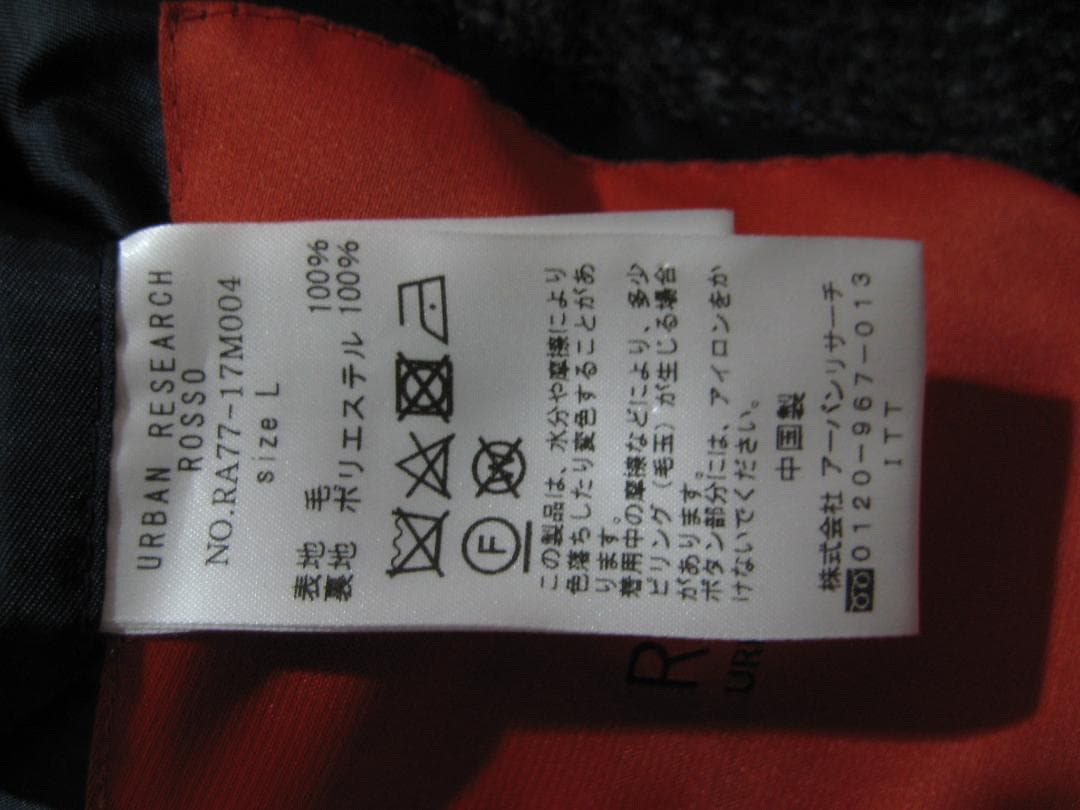 URBAN RESEARCH
ROSSO
NO.RA77-17M004
size L
表地 毛 100%
裏地 ポリエステル 100%
W
F
この製品は、水分や摩擦により
色落ちしたり変色することがあ
ります。
着用中の摩擦などにより、多少
ピリング(毛玉)が生じる場合
があります。
ボタン部分には、アイロンをか
けないでください。
中国製
株式会社 アーバンリサーチ
0120-967-013
ITT
R
UR